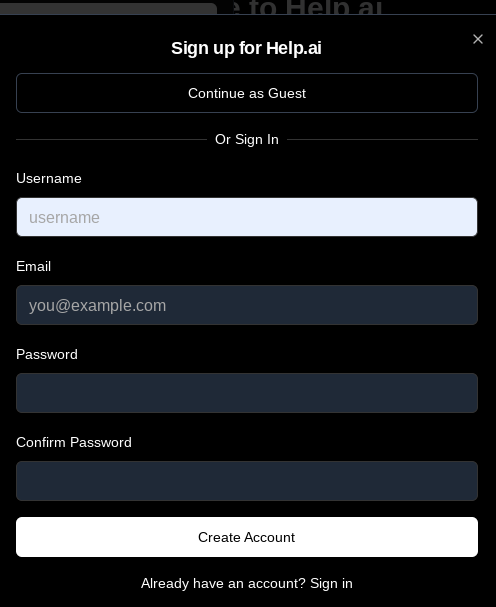 e to Help.ai
Sign up for Help.ai
Continue as Guest
Or Sign In
Username
username
Email
you@example.com
Password
Confirm Password
Create Account
Already have an account? Sign in